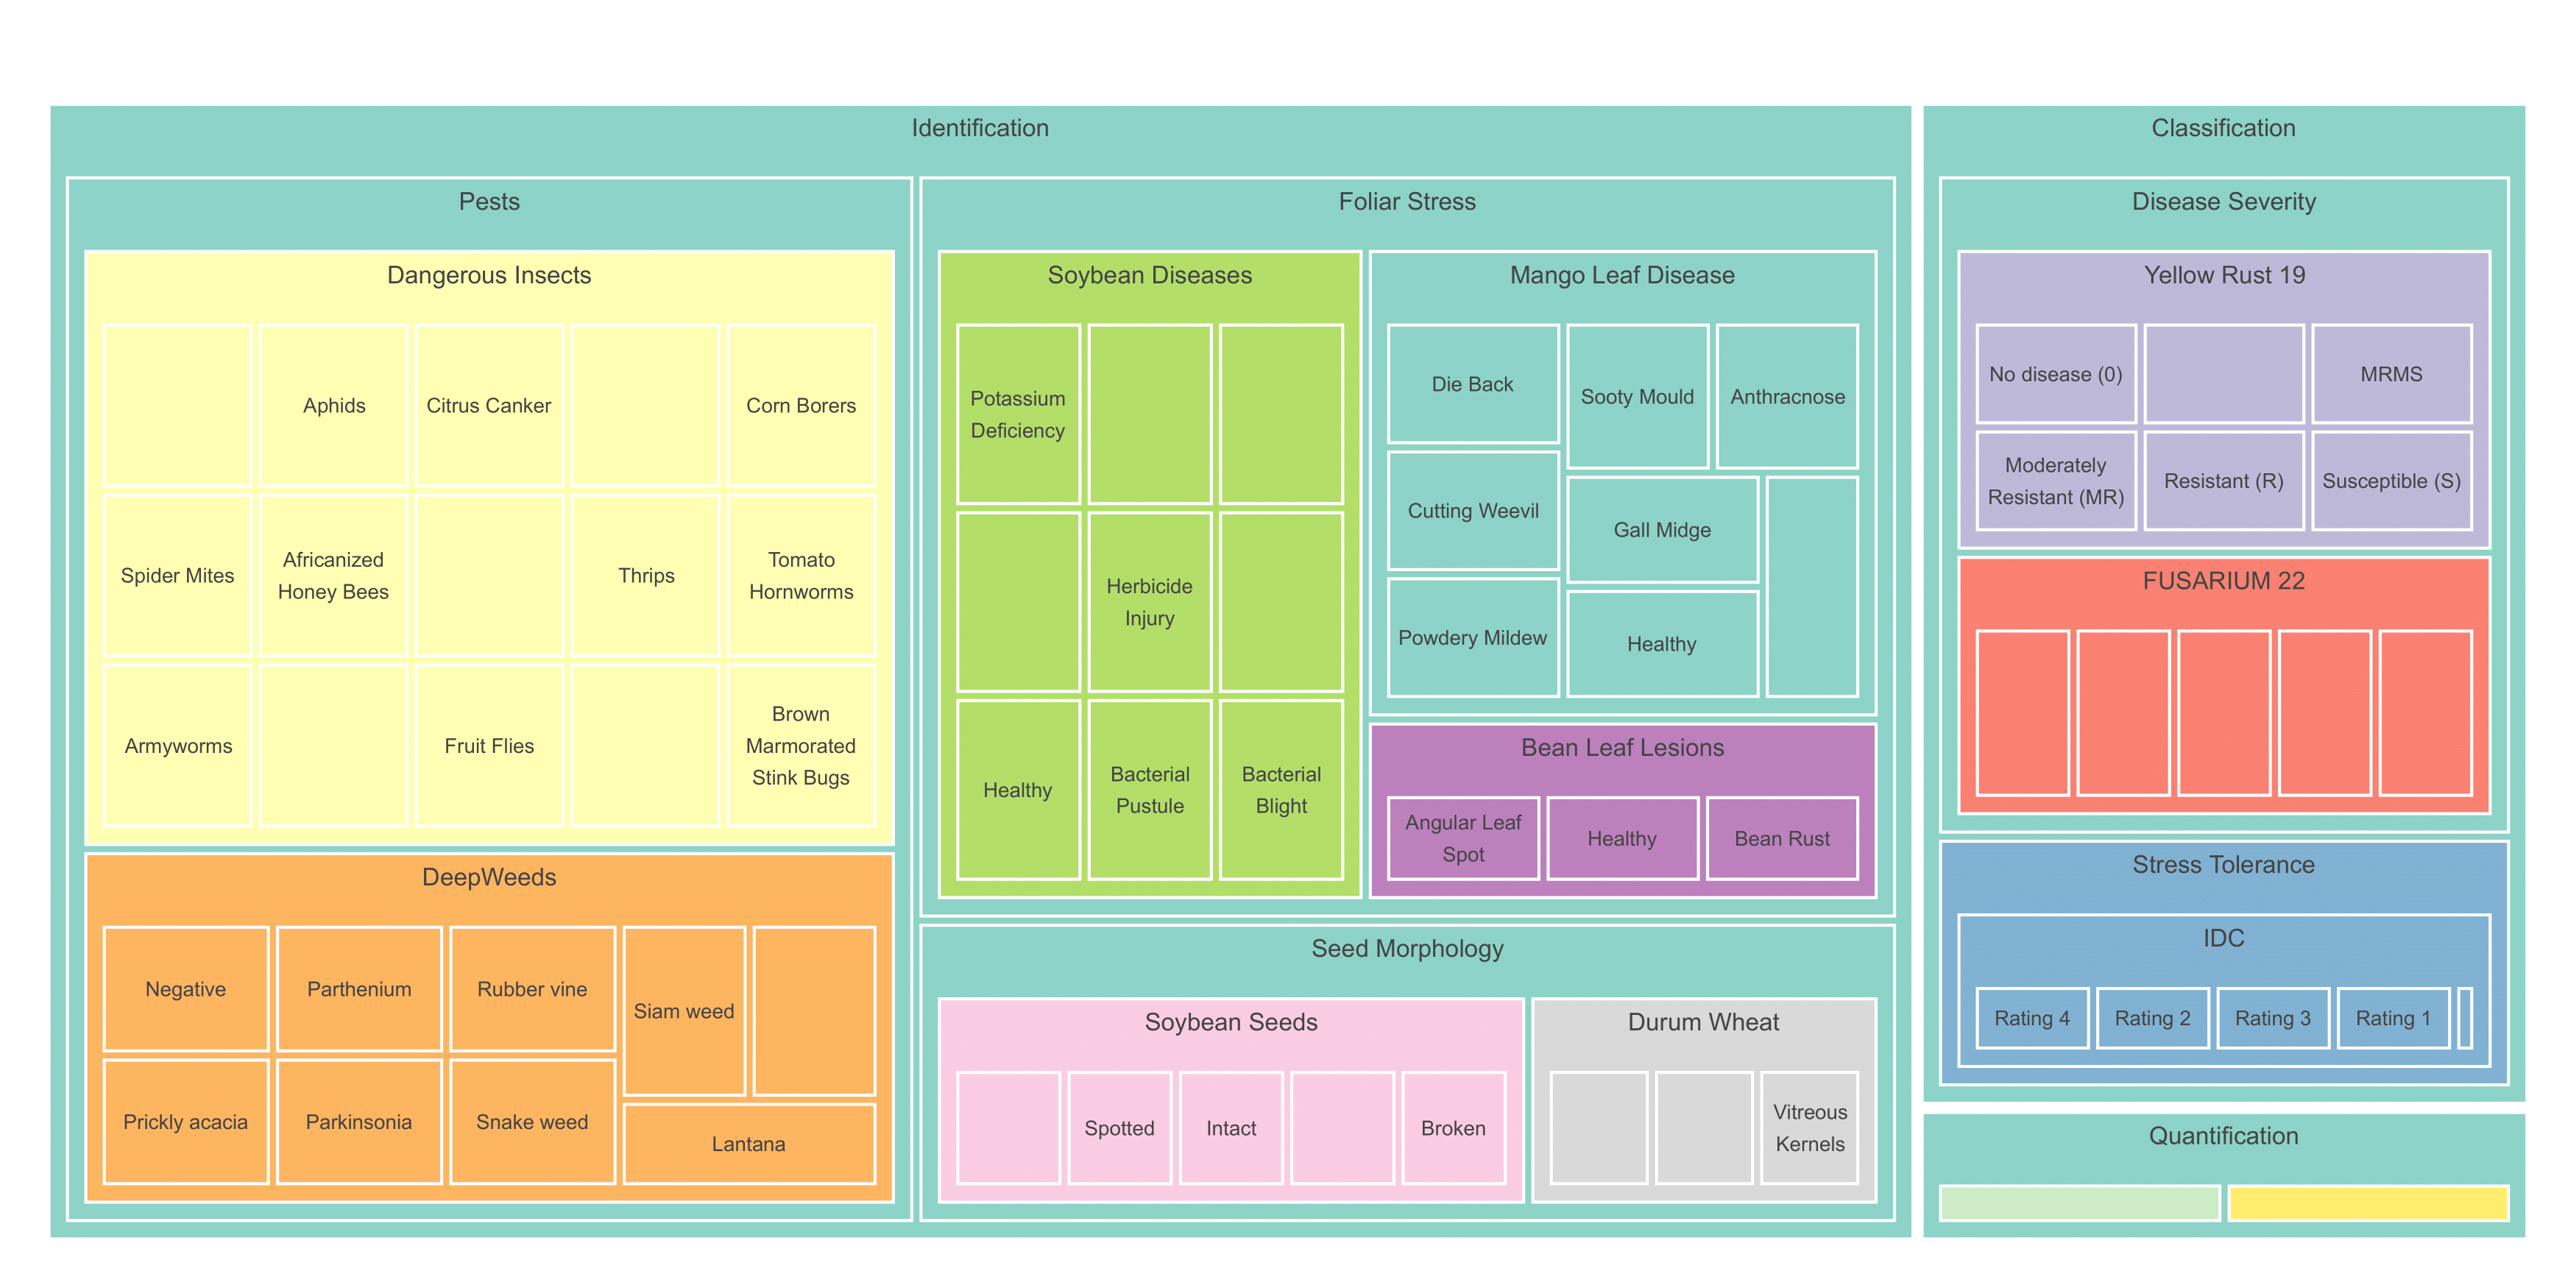 Identification
Pests
Dangerous Insects
Aphids
Citrus Canker
Corn Borers
Spider Mites
Africanized
Honey Bees
Thrips
Tomato
Hornworms
Armyworms
Fruit Flies
Brown
Marmorated
Stink Bugs
DeepWeeds
Negative
Parthenium
Rubber vine
Siam weed
Prickly acacia
Parkinsonia
Snake weed
Lantana
Foliar Stress
Soybean Diseases
Potassium
Deficiency
Herbicide
Injury
Healthy
Bacterial
Pustule
Bacterial
Blight
Mango Leaf Disease
Die Back
Sooty Mould
Anthracnose
Cutting Weevil
Gall Midge
Powdery Mildew
Healthy
Bean Leaf Lesions
Angular Leaf
Spot
Healthy
Bean Rust
Seed Morphology
Soybean Seeds
Spotted
Intact
Broken
Durum Wheat
Vitreous
Kernels
Classification
Disease Severity
Yellow Rust 19
No disease (0)
MRMS
Moderately
Resistant (MR)
Resistant (R)
Susceptible (S)
FUSARIUM 22
Stress Tolerance
IDC
Rating 4
Rating 2
Rating 3
Rating 1
Quantification